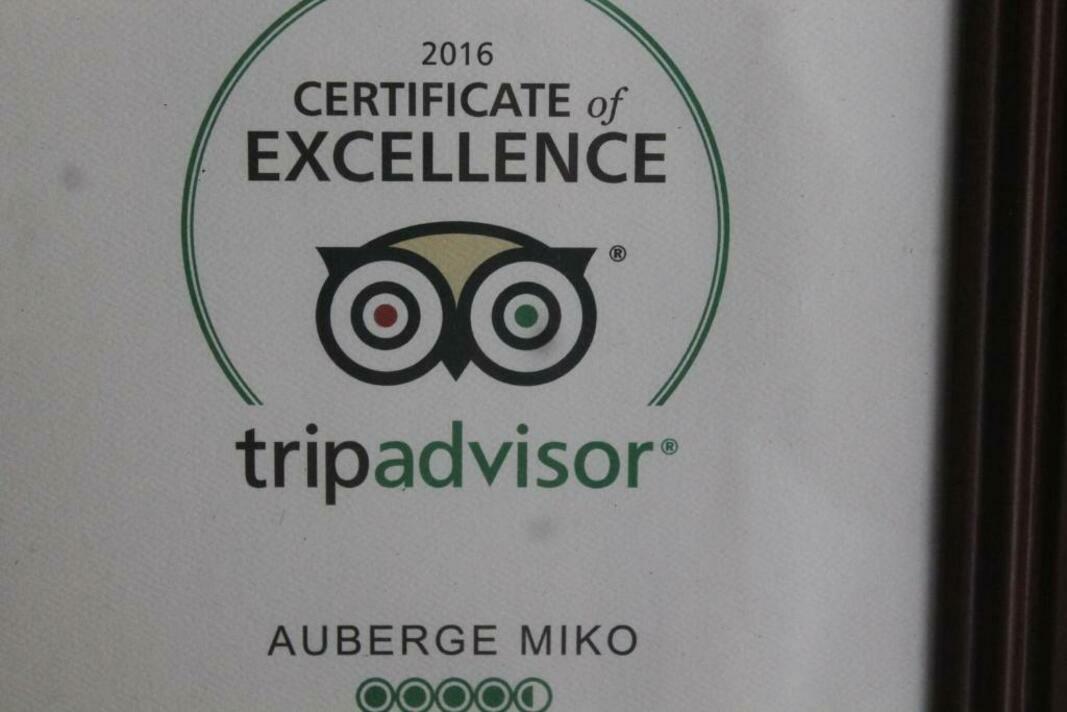 2016
CERTIFICATE of
EXCELLENCE
®
tripadvisor®
AUBERGE MIKO